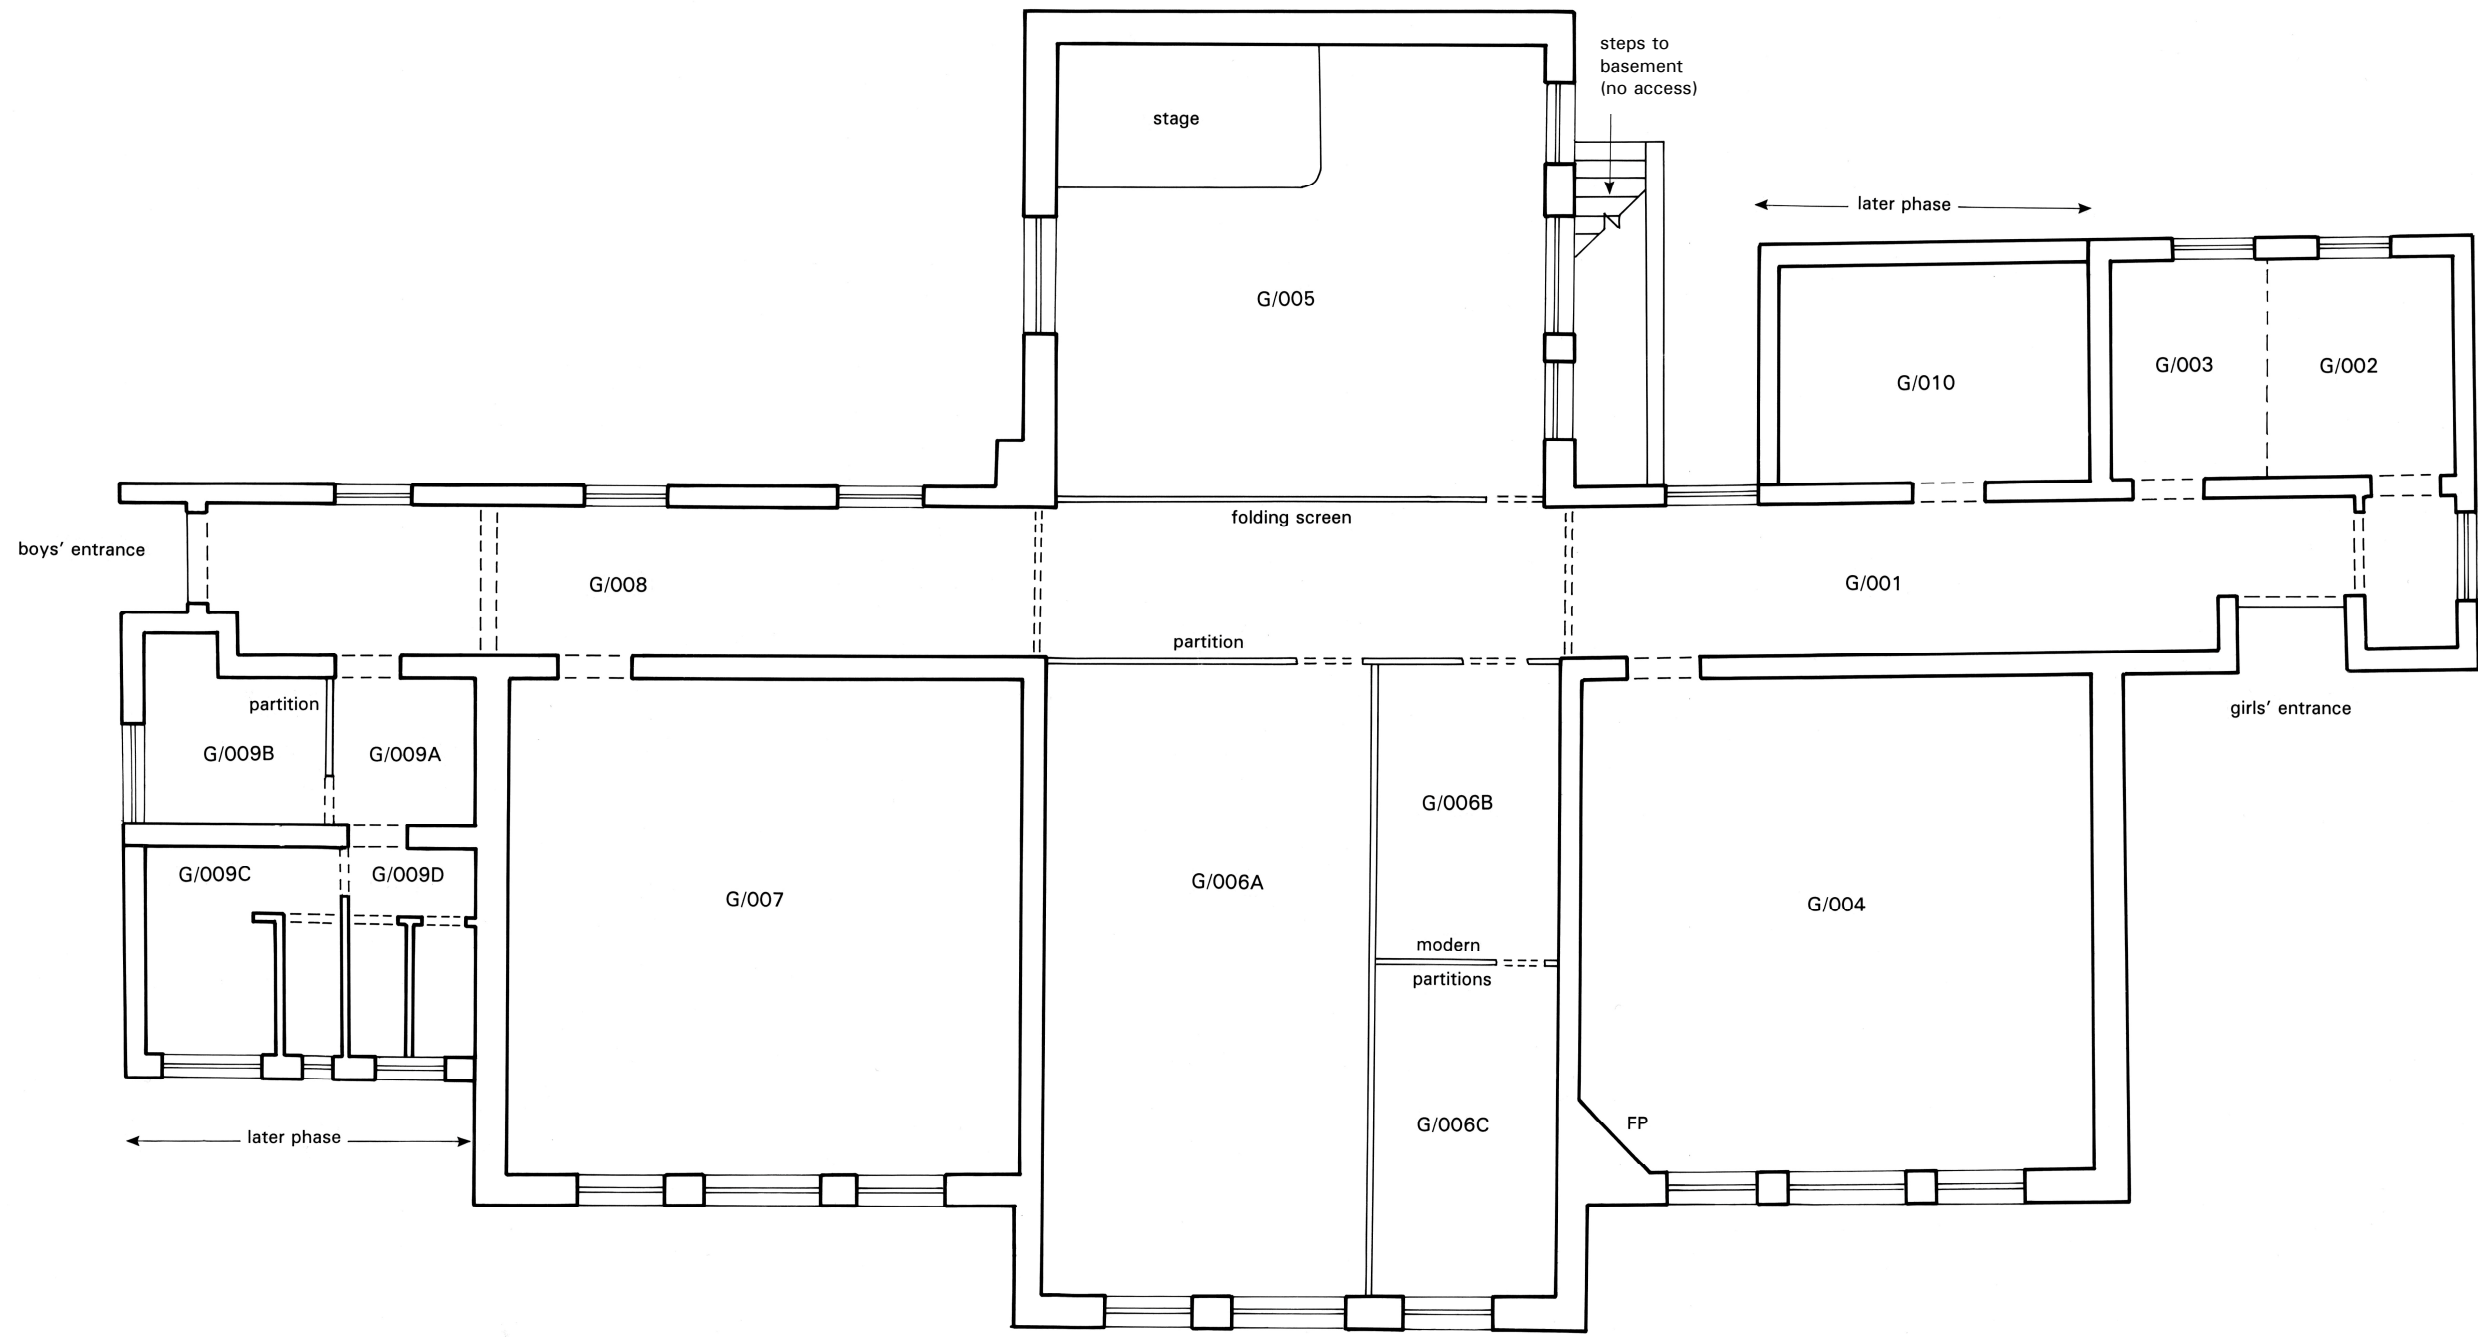 steps to
basement
(no access)
stage
later phase
G/005
G/003
G/002
G/010
folding screen
boys' entrance
G/008
G/001
partition
partition
girls' entrance
G/009B
G/009A
G/006B
G/009C
G/009D
G/006A
G/007
G/004
modern
partitions
FP
G/006C
later phase